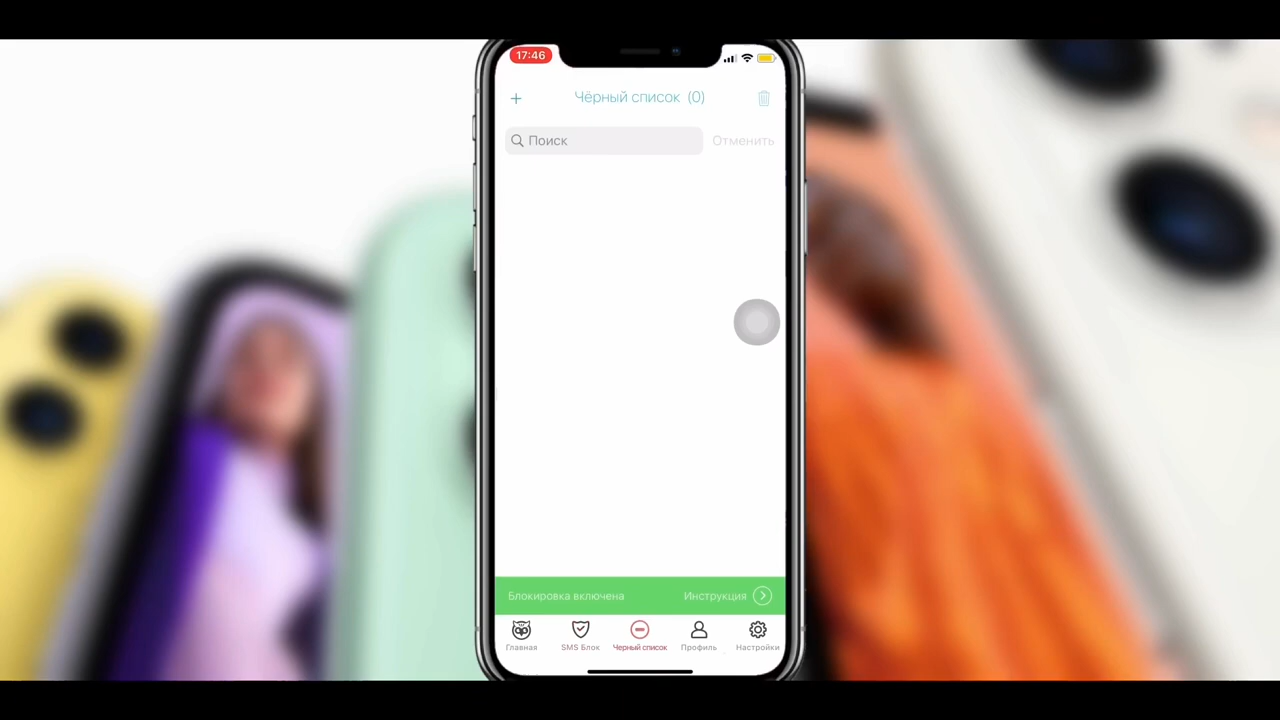 17:46
+ Чёрный список (0)
Поиск Отменить
Блокировка включена Инструкция
Главная SMS Блок Черный список Профиль Настройки